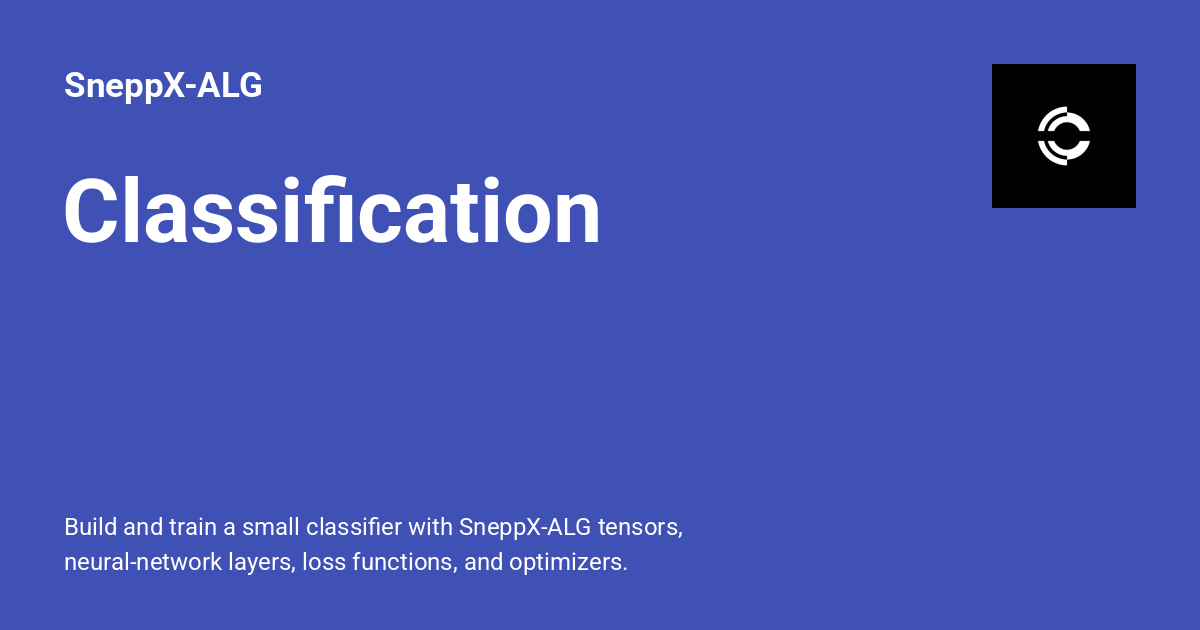 SneppX-ALG
Classification
Build and train a small classifier with SneppX-ALG tensors,
neural-network layers, loss functions, and optimizers.